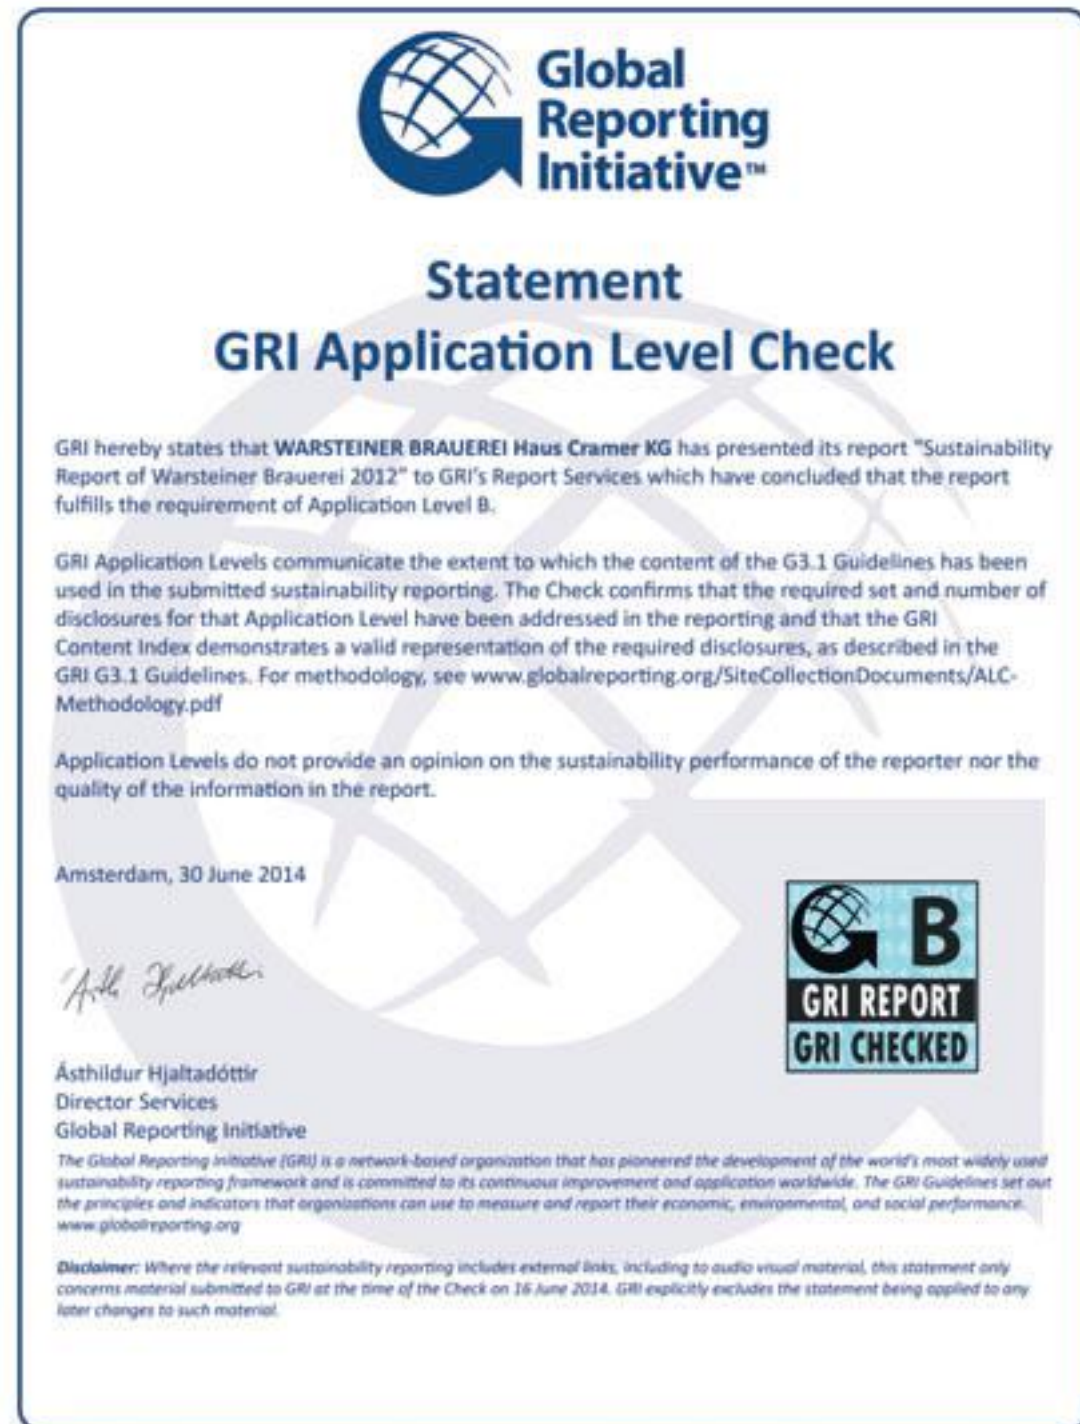 Global
Reporting
Initiative™
Statement
GRI Application Level Check
GRI hereby states that WARSTEINER BRAUEREI Haus Cramer KG has presented its report "Sustainability
Report of Warsteiner Brauerei 2012" to GRI's Report Services which have concluded that the report
fulfills the requirement of Application Level B.
GRI Application Levels communicate the extent to which the content of the G3.1 Guidelines has been
used in the submitted sustainability reporting. The Check confirms that the required set and number of
disclosures for that Application Level have been addressed in the reporting and that the GRI
Content Index demonstrates a valid representation of the required disclosures, as described in the
GRI G3.1 Guidelines. For methodology, see www.globalreporting.org/SiteCollectionDocuments/ALC-
Methodology.pdf
Application Levels do not provide an opinion on the sustainability performance of the reporter nor the
quality of the information in the report.
Amsterdam, 30 June 2014
B
GRI REPORT
GRI CHECKED
Ásthildur Hjaltadóttir
Director Services
Global Reporting Initiative
The Global Reporting Initiative (GRI) is a network-based organization that has pioneered the development of the world's most widely used
sustainability reporting framework and is committed to its continuous improvement and application worldwide. The GRI Guidelines set out
the principles and indicators that organizations can use to measure and report their economic, environmental, and social performance.
www.globalreporting.org
Disclaimer: Where the relevant sustainability reporting includes external links, including to audio visual material, this statement only
concerns material submitted to GRI at the time of the Check on 16 June 2014. GRI explicitly excludes the statement being applied to any
later changes to such material.